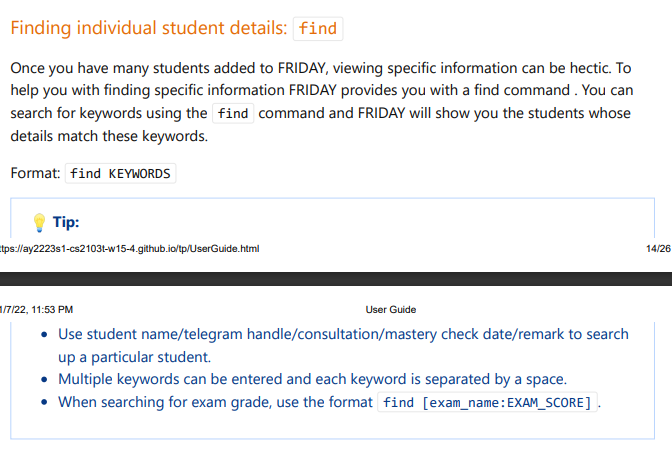 Finding individual student details: find
Once you have many students added to FRIDAY, viewing specific information can be hectic. To
help you with finding specific information FRIDAY provides you with a find command . You can
search for keywords using the find command and FRIDAY will show you the students whose
details match these keywords.
Format: find KEYWORDS
💡 Tip:
ttps://ay2223s1-cs2103t-w15-4.github.io/tp/UserGuide.html 14/26
1/7/22, 11:53 PM User Guide
• Use student name/telegram handle/consultation/mastery check date/remark to search
up a particular student.
• Multiple keywords can be entered and each keyword is separated by a space.
• When searching for exam grade, use the format find [exam_name:EXAM_SCORE] .